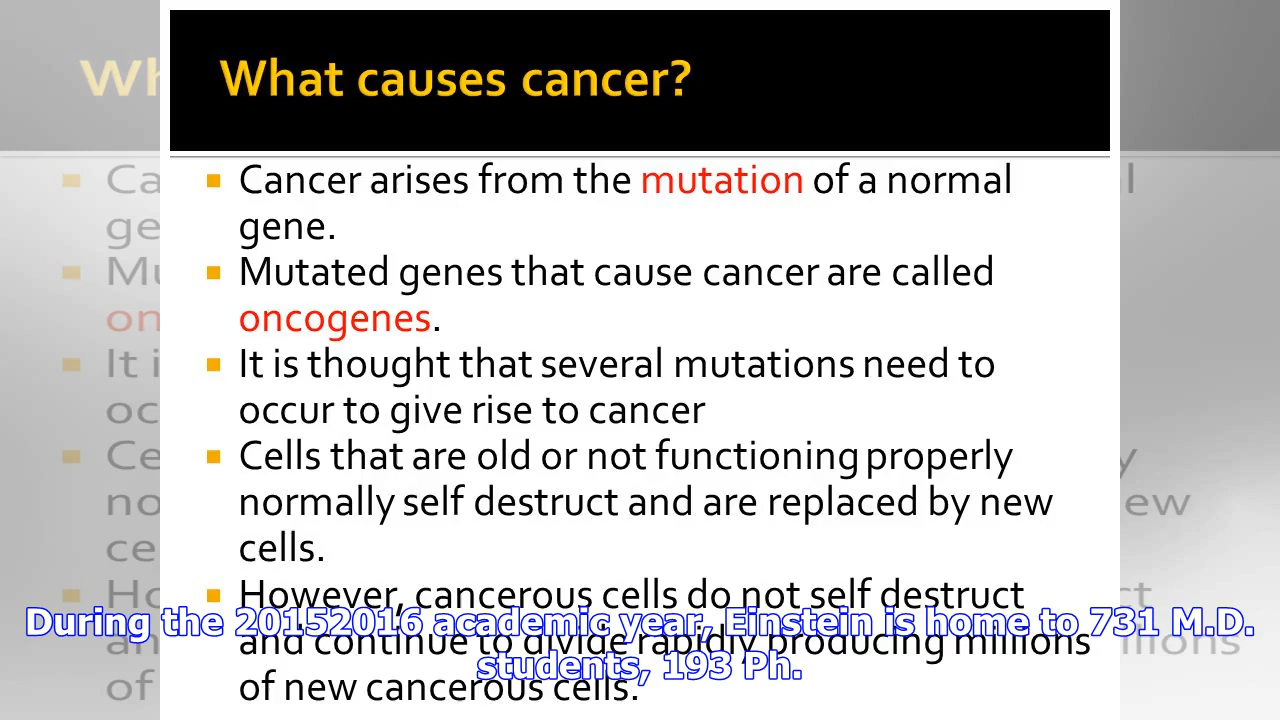 What causes cancer?
Cancer arises from the mutation of a normal
gene.
Mutated genes that cause cancer are called
oncogenes.
It is thought that several mutations need to
occur to give rise to cancer
Cells that are old or not functioning properly
normally self destruct and are replaced by new
cells.
However, cancerous cells do not self destruct
and continue to divide rapidly producing millions
of new cancerous cells.
During the 20152016 academic year, Einstein is home to 731 M.D.
students, 193 Ph.